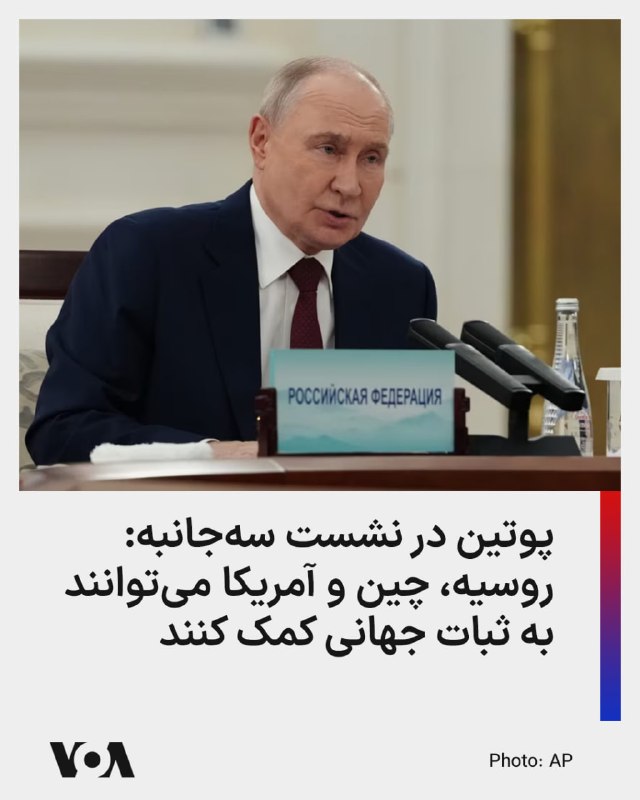 РОССИЙСКАЯ ФЕДЕРАЦИЯ
پوتین در نشست سه‌جانبه:
روسیه، چین و آمریکا می‌توانند
به ثبات جهانی کمک کنند
VOA
Photo: AP